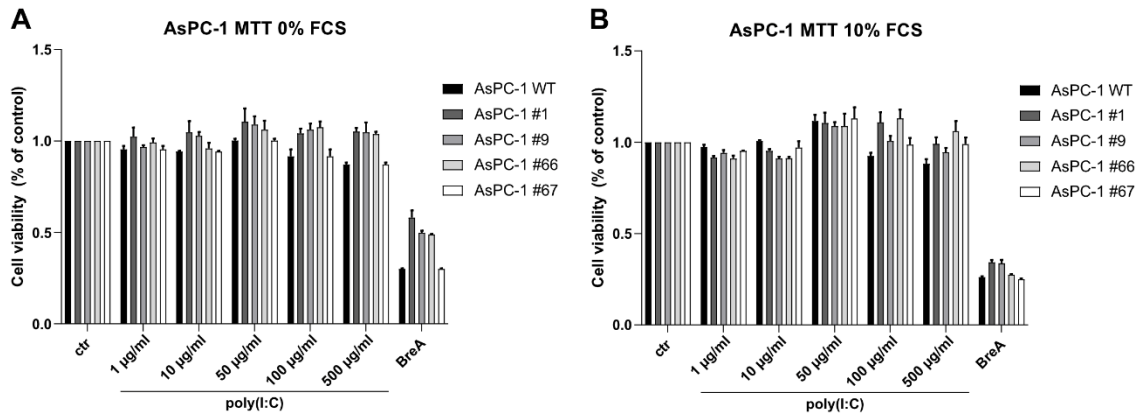 A
AsPC-1 MTT 0% FCS
Cell viability (% of control)
1.5
1.0
0.5
0.0
ctr
1 µg/ml
10 µg/ml
50 µg/ml
100 µg/ml
500 µg/ml
BreA
poly(I:C)
AsPC-1 WT
AsPC-1 #1
AsPC-1 #9
AsPC-1 #66
AsPC-1 #67
B
AsPC-1 MTT 10% FCS
Cell viability (% of control)
1.5
1.0
0.5
0.0
ctr
1 µg/ml
10 µg/ml
50 µg/ml
100 µg/ml
500 µg/ml
BreA
poly(I:C)
AsPC-1 WT
AsPC-1 #1
AsPC-1 #9
AsPC-1 #66
AsPC-1 #67